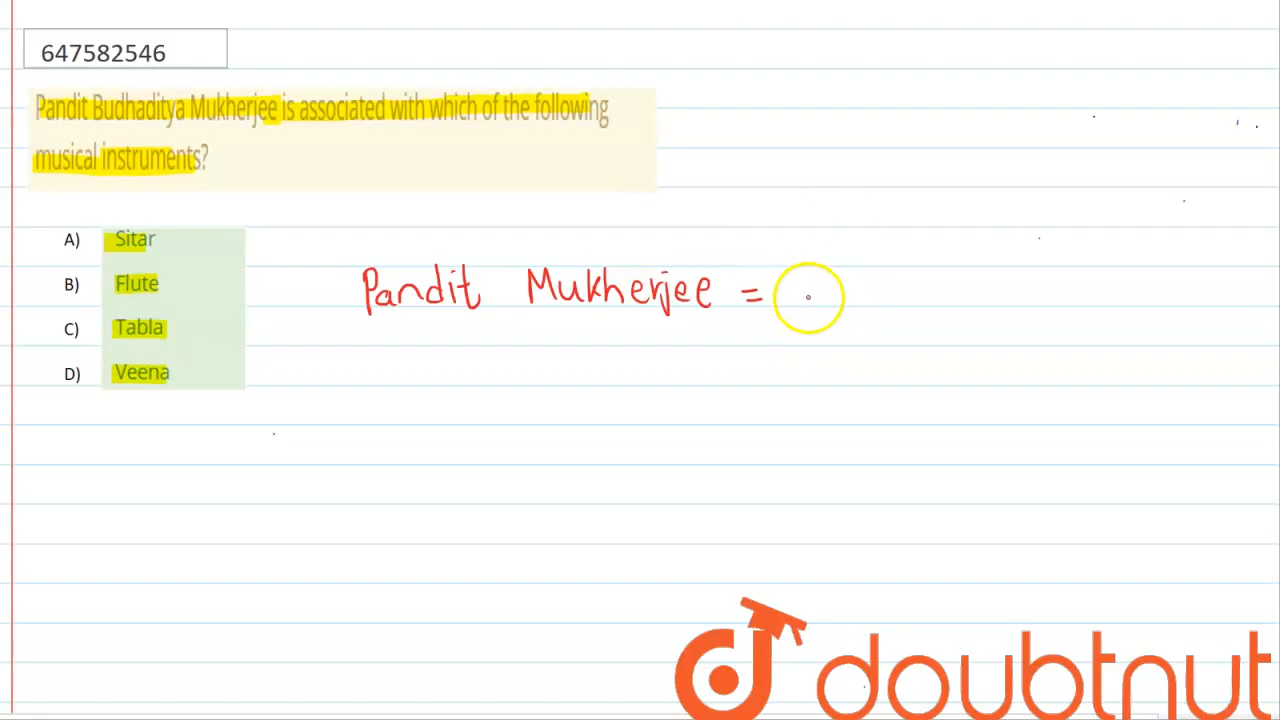 647582546
Pandit Budhaditya Mukherjee is associated with which of the following
musical instruments?
A) Sitar
B) Flute
C) Tabla
D) Veena
Pandit Mukherjee =
doubtnut